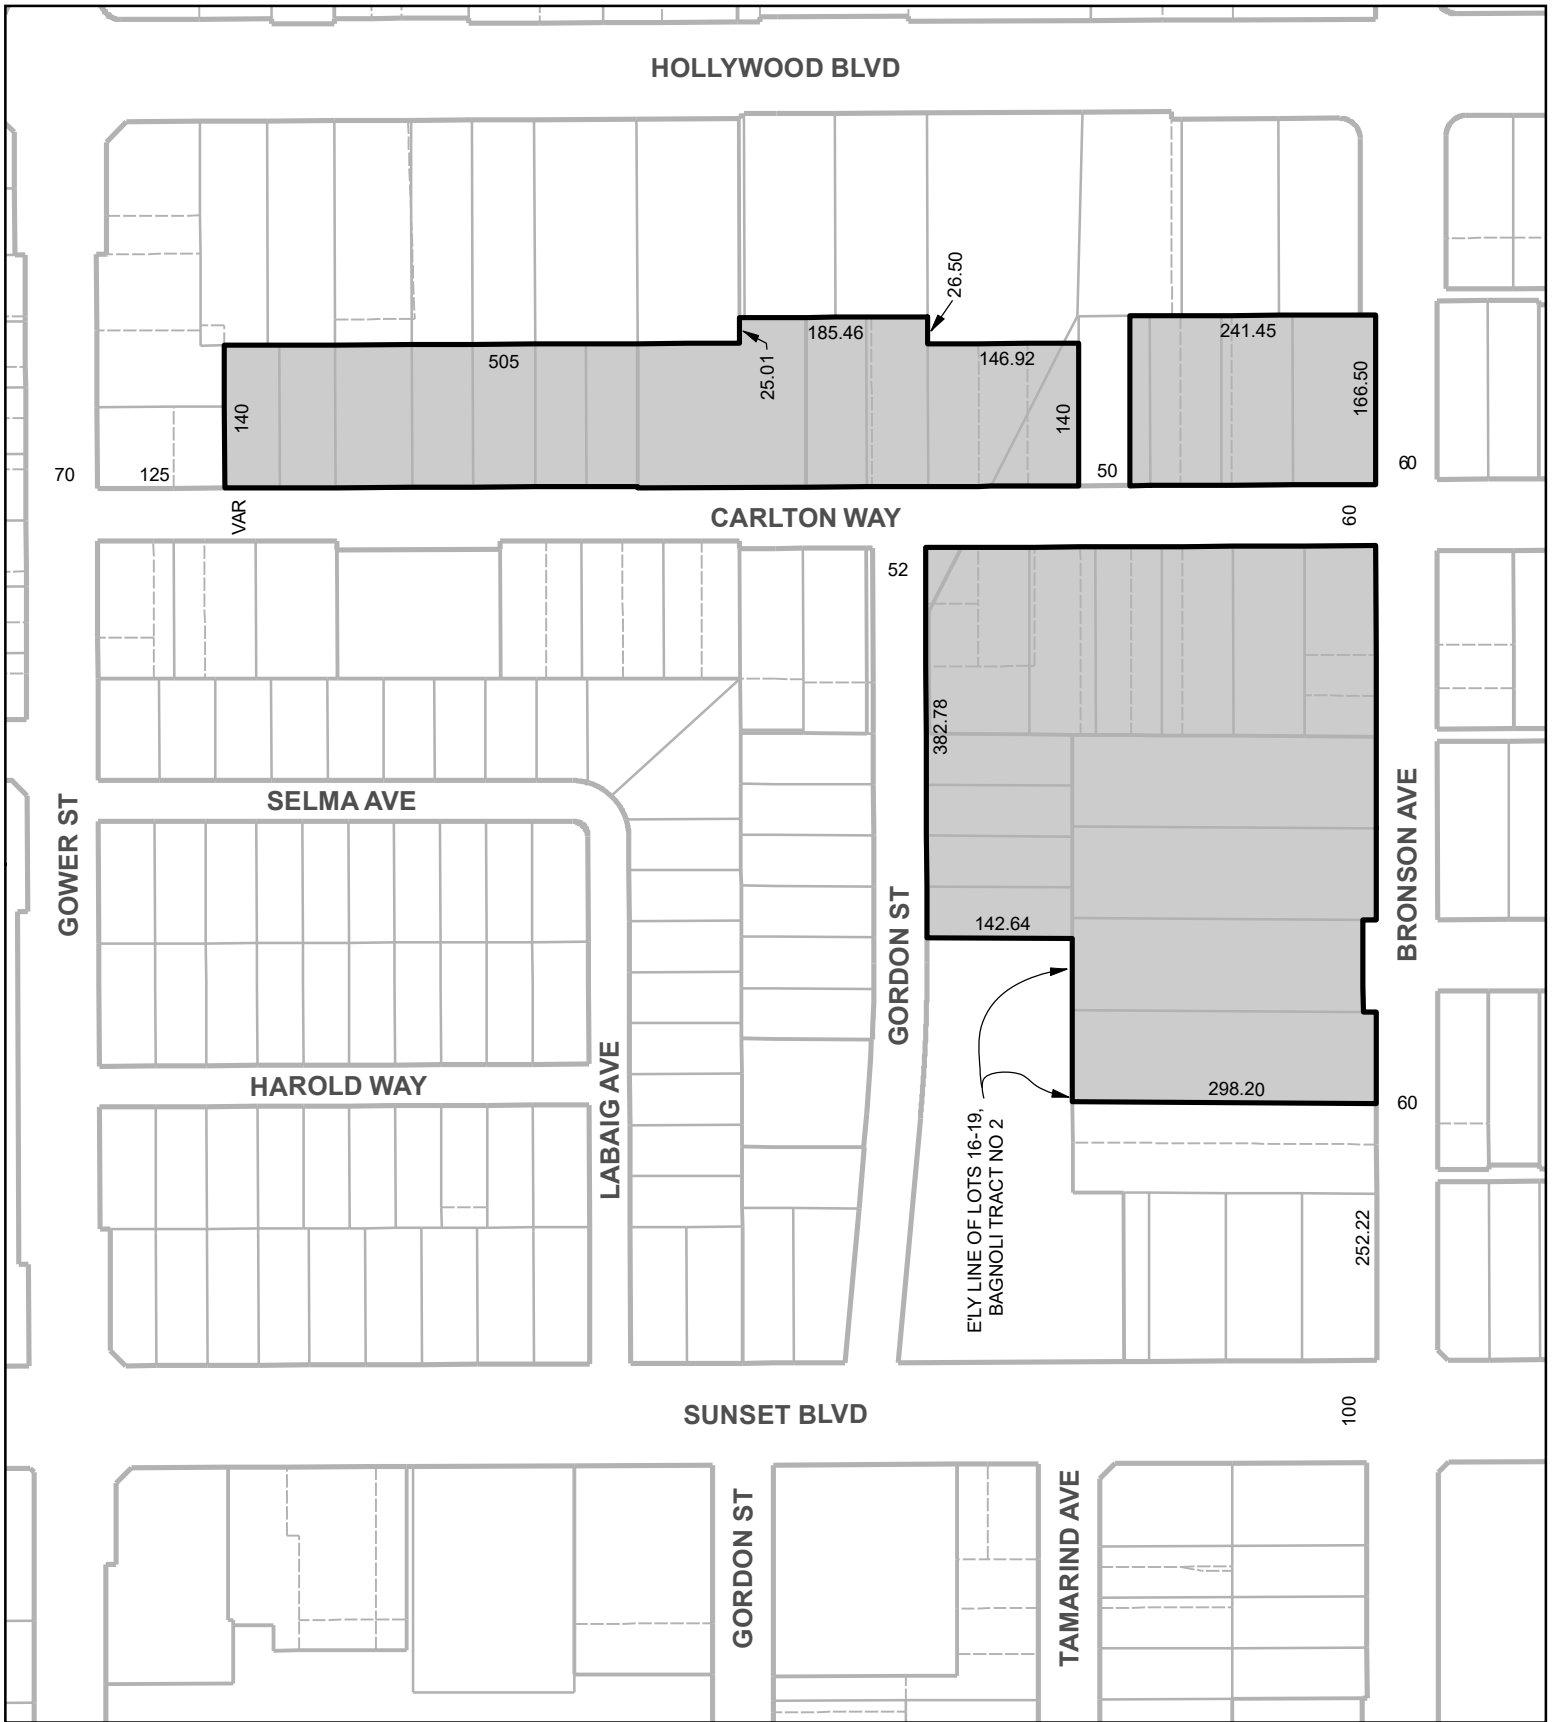 HOLLYWOOD BLVD
26.50
185.46
241.45
505
25.01
146.92
166.50
140
140
70
125
50
60
VAR
CARLTON WAY
60
52
382.78
SELMA AVE
GOWER ST
BRONSON AVE
GORDON ST
142.64
LABAIG AVE
HAROLD WAY
298.20
60
E'LY LINE OF LOTS 16-19,
BAGNOLI TRACT NO 2
252.22
SUNSET BLVD
100
GORDON ST
TAMARIND AVE